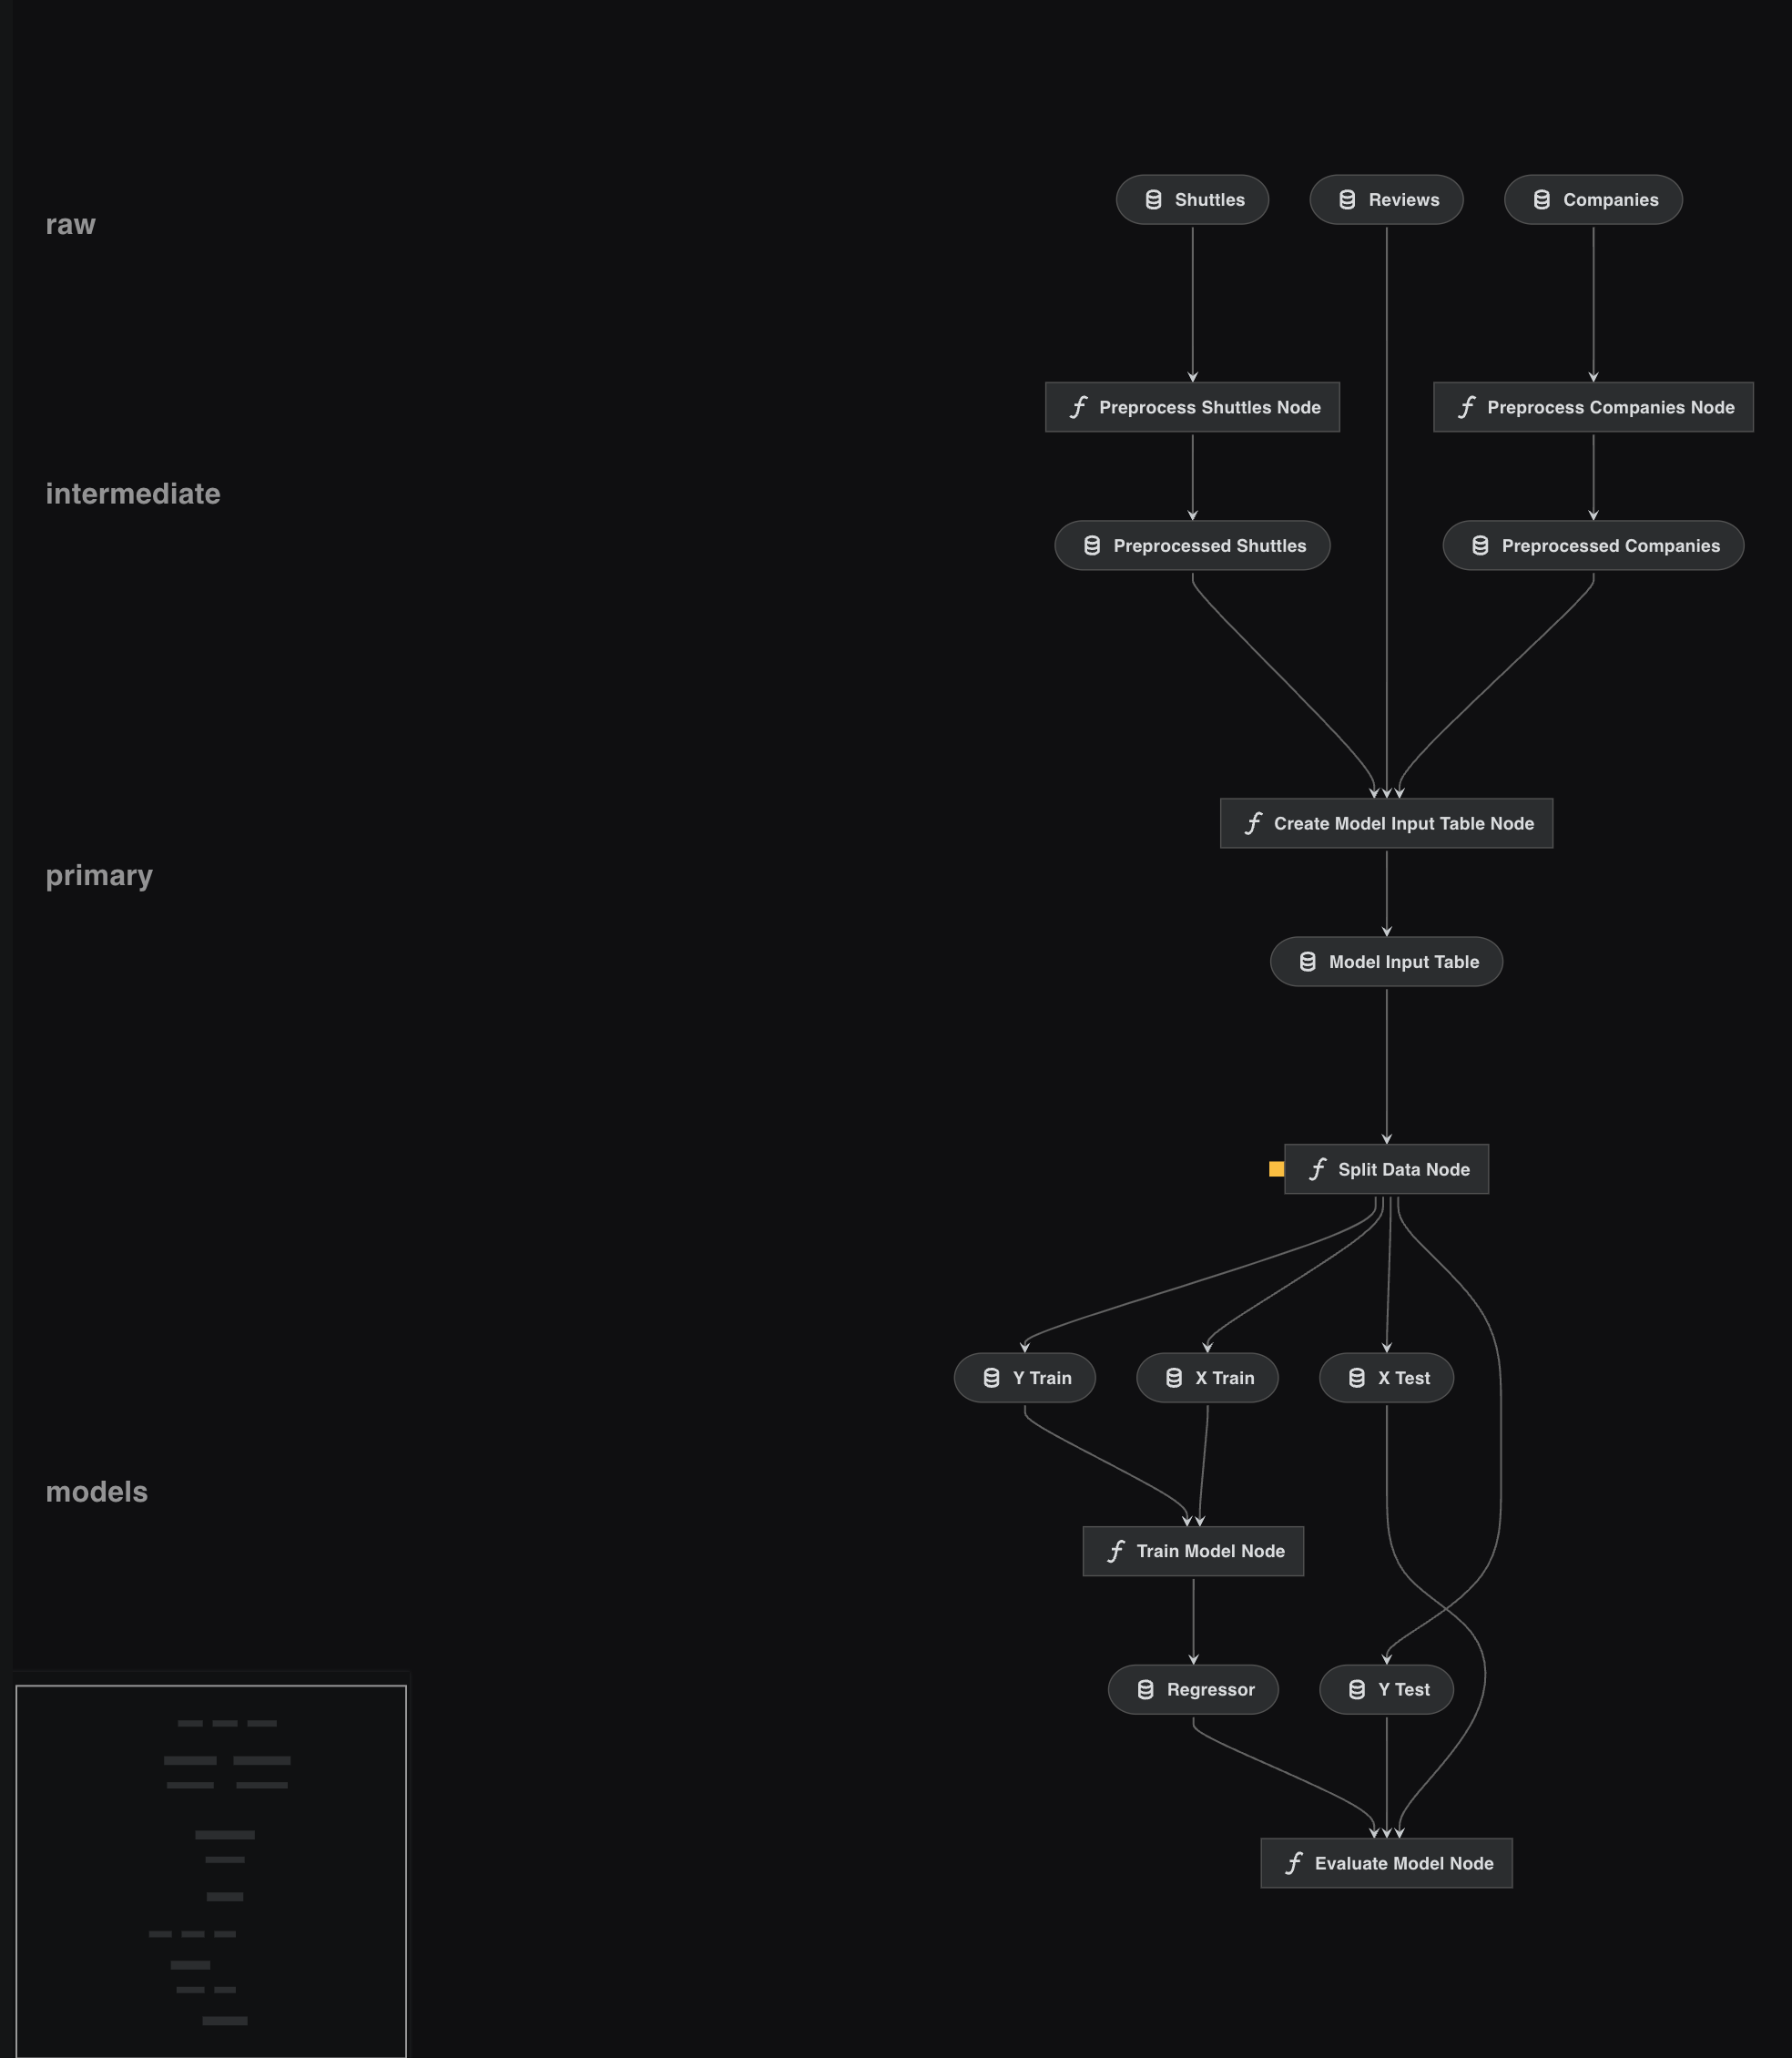 raw
Shuttles
Reviews
Companies
Preprocess Shuttles Node
Preprocess Companies Node
intermediate
Preprocessed Shuttles
Preprocessed Companies
Create Model Input Table Node
primary
Model Input Table
Split Data Node
Y Train
X Train
X Test
models
Train Model Node
Regressor
Y Test
Evaluate Model Node